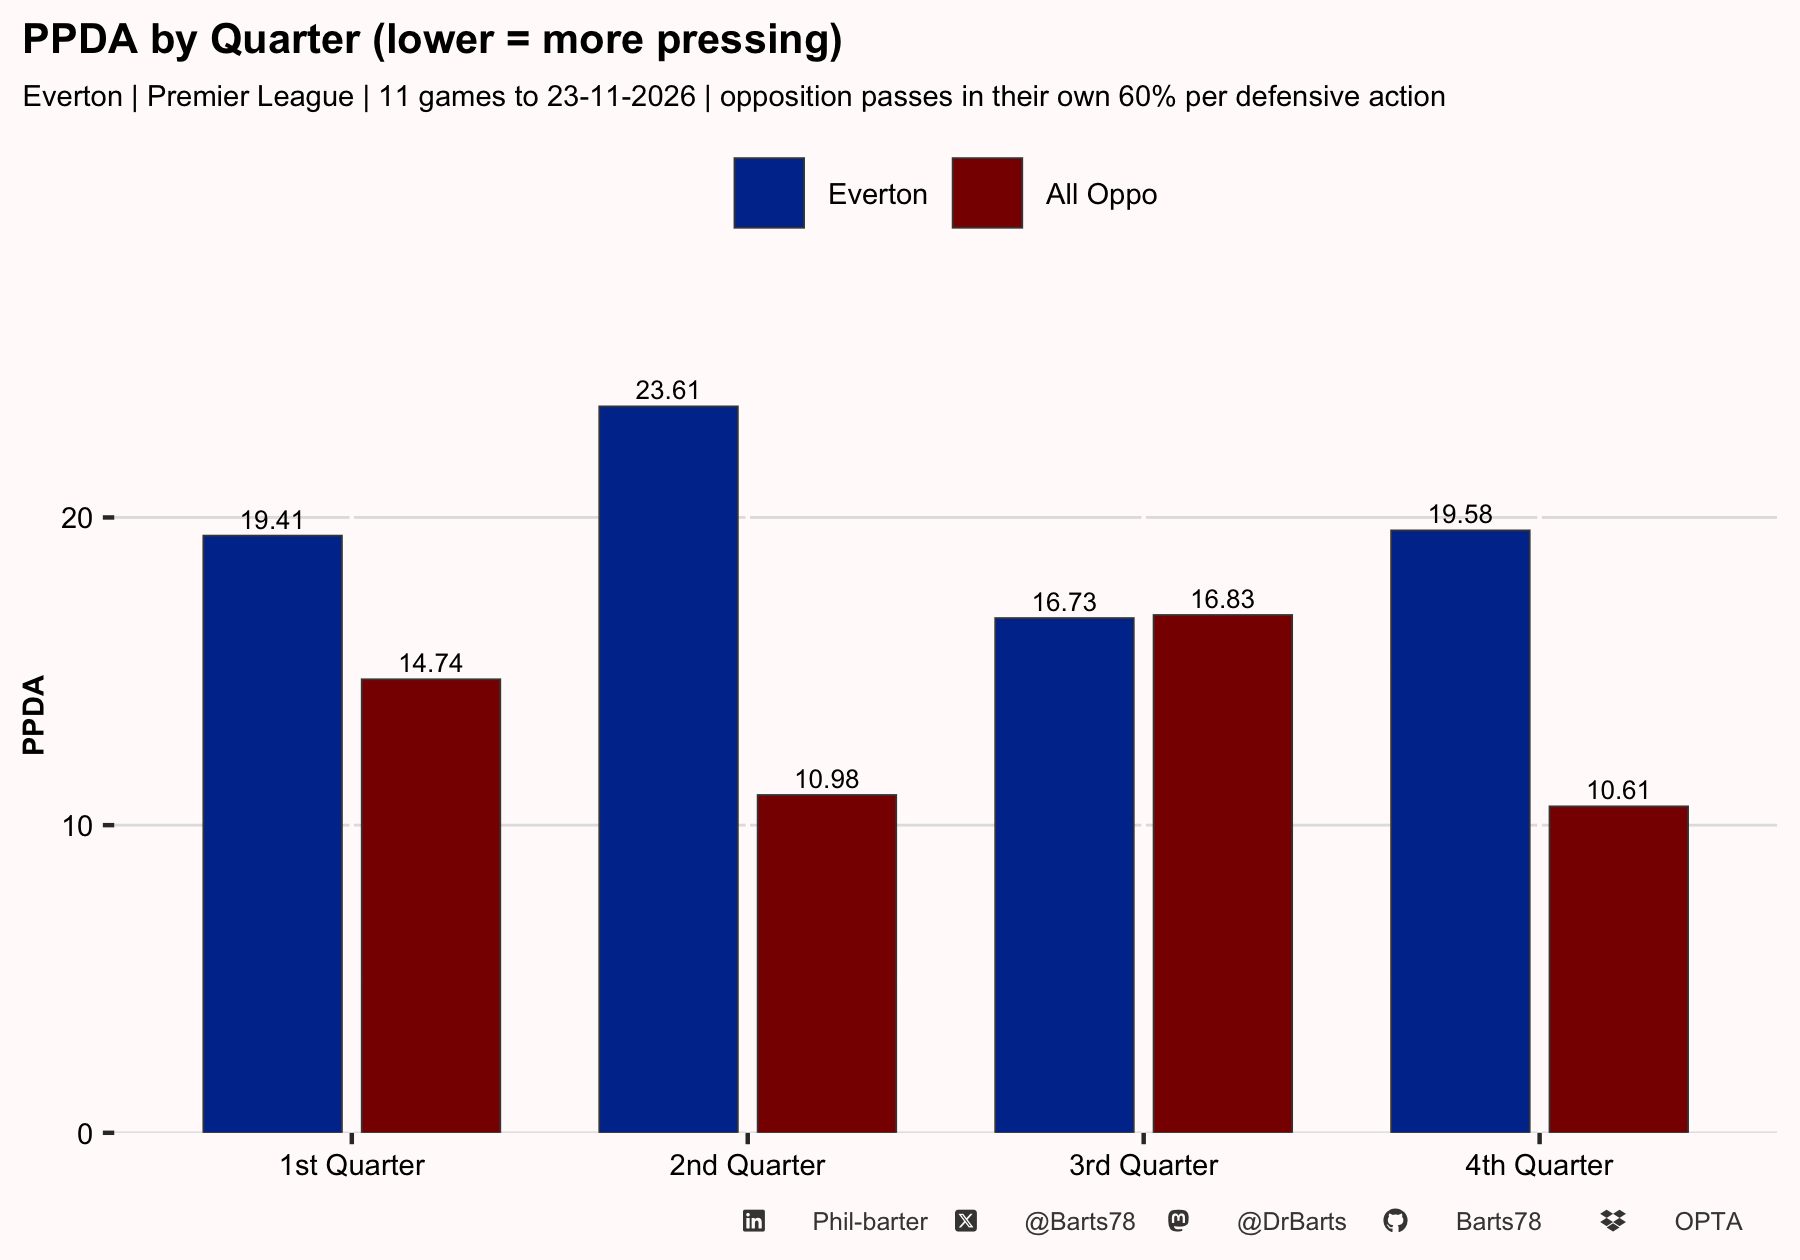 PPDA by Quarter (lower = more pressing)
Everton | Premier League | 11 games to 23-11-2026 | opposition passes in their own 60% per defensive action
Everton All Oppo
23.61
20
19.41
19.58
16.73
16.83
14.74
PPDA
10.98
10.61
10
0
1st Quarter 2nd Quarter 3rd Quarter 4th Quarter
Phil-barter @Barts78 @DrBarts Barts78 OPTA